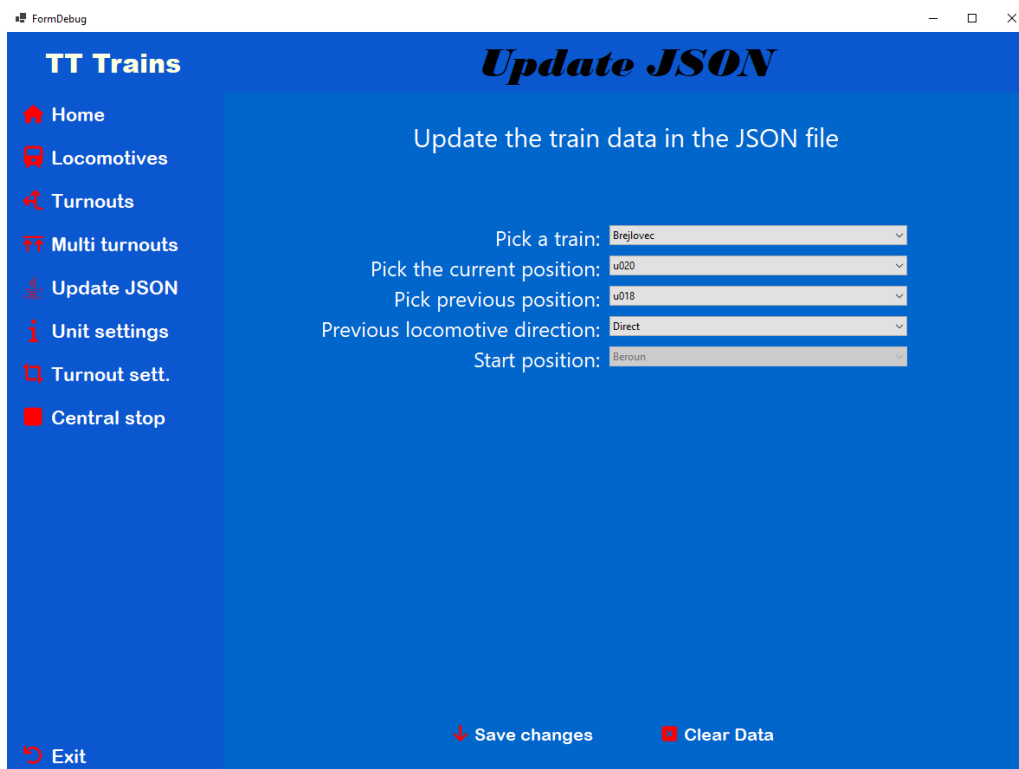 FormDebug
TT Trains
Update JSON
Home
Locomotives
Turnouts
Multi turnouts
Update JSON
Unit settings
Turnout sett.
Central stop
Exit
Update the train data in the JSON file
Pick a train: Brejlovec
Pick the current position: u020
Pick previous position: u018
Previous locomotive direction: Direct
Start position: Beroun
Save changes
Clear Data